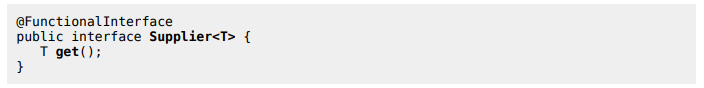 @FunctionalInterface
public interface Supplier<T> {
   T get();
}